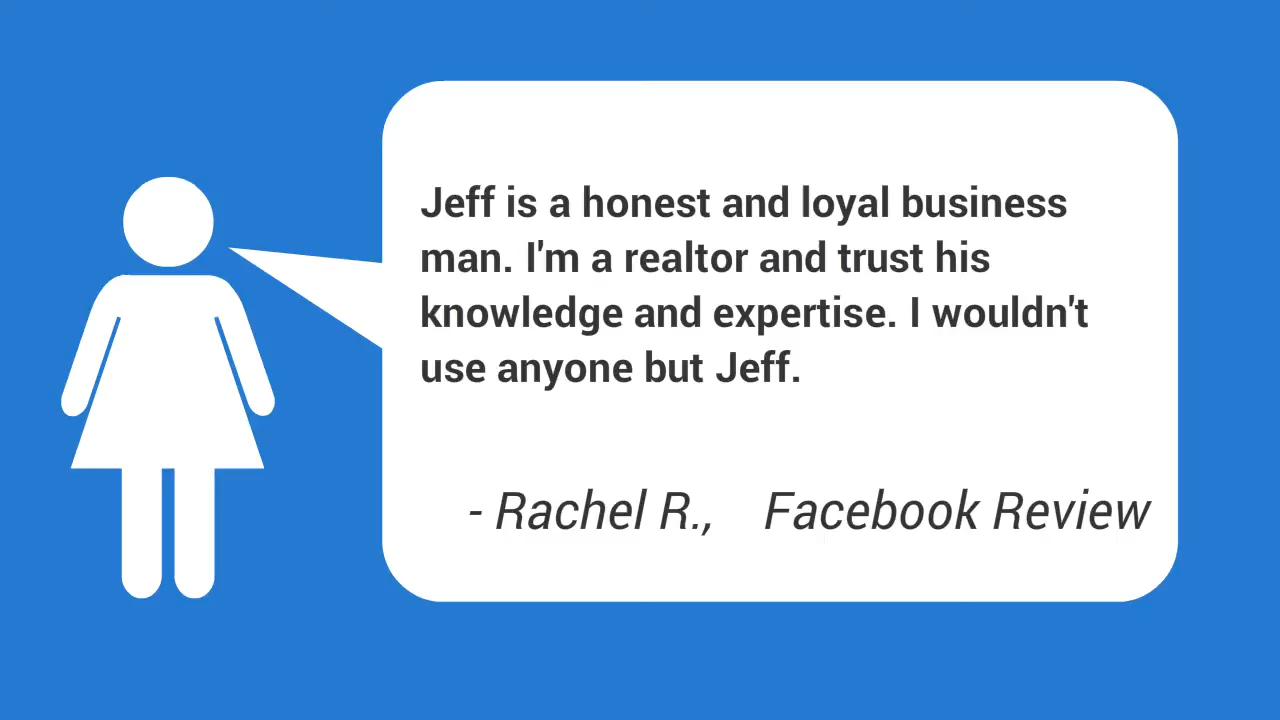 Jeff is a honest and loyal business
man. I'm a realtor and trust his
knowledge and expertise. I wouldn't
use anyone but Jeff.
- Rachel R., Facebook Review